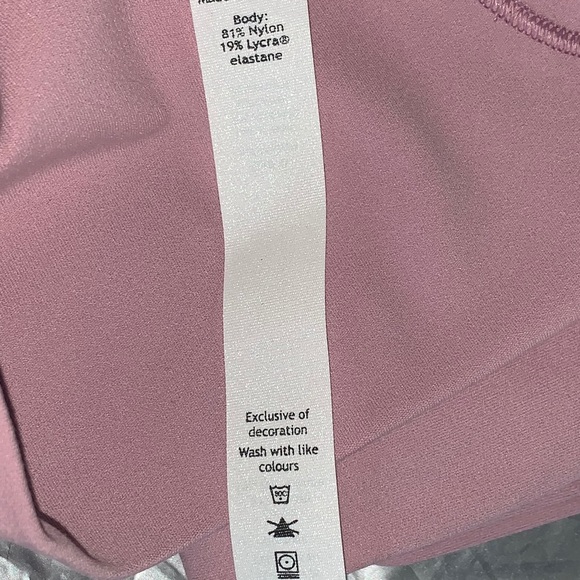 Body:
81% Nylon
19% Lycra®
elastane
Exclusive of
decoration
Wash with like
colours